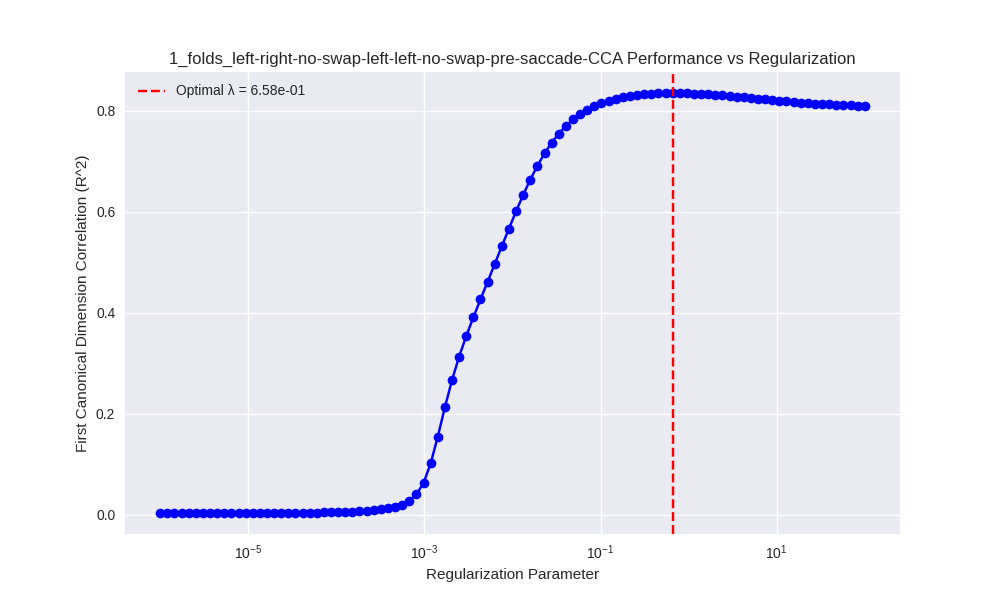 1_folds_left-right-no-swap-left-left-no-swap-pre-saccade-CCA Performance vs Regularization
Optimal λ = 6.58e-01
First Canonical Dimension Correlation (R^2)
0.8
0.6
0.4
0.2
0.0
10⁻⁵ 10⁻³ 10⁻¹ 10¹
Regularization Parameter